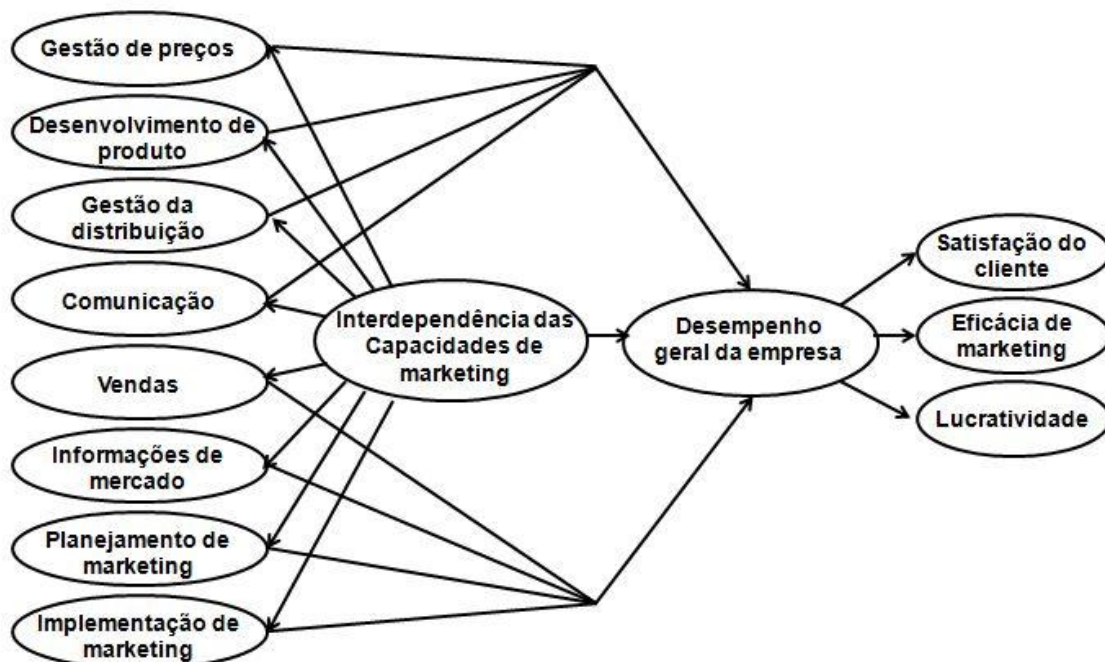 Gestão de preços
Desenvolvimento de
produto
Gestão da
distribuição
Comunicação
Vendas
Informações de
mercado
Planejamento de
marketing
Implementação de
marketing
Interdependência das
Capacidades de
marketing
Desempenho
geral da empresa
Satisfação do
cliente
Eficácia de
marketing
Lucratividade